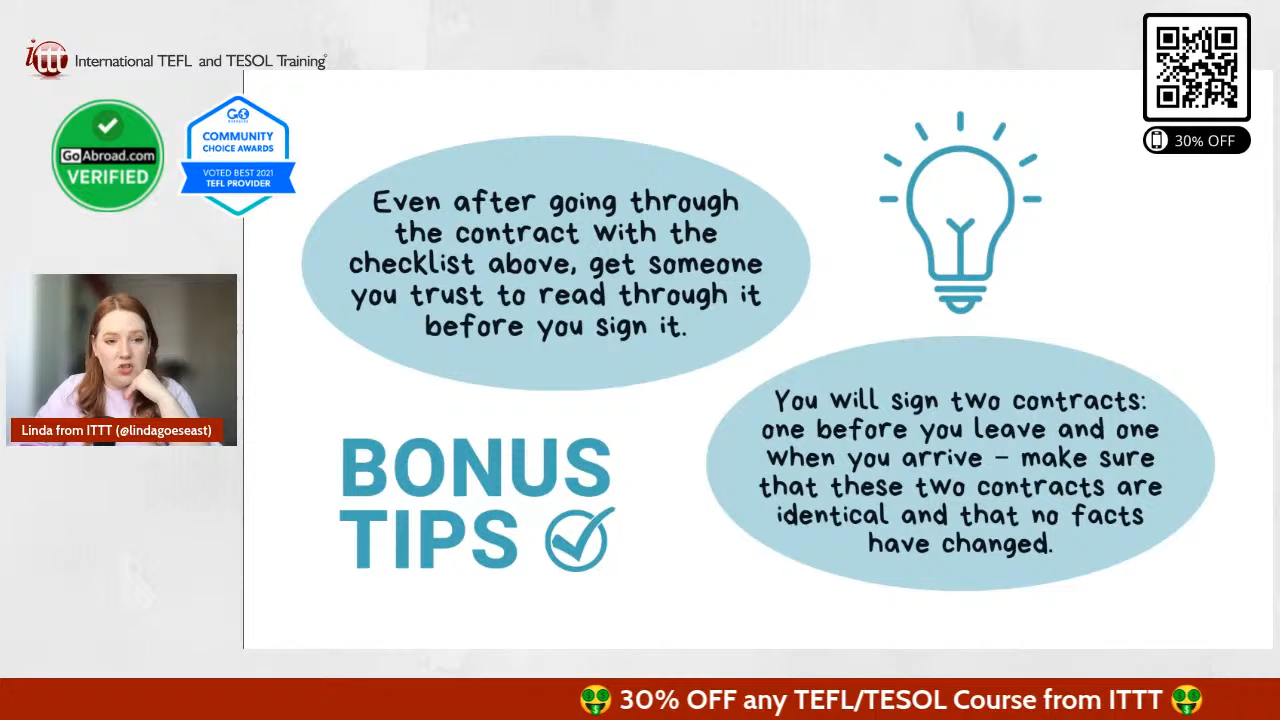 ittt International TEFL and TESOL Training
30% OFF
GoAbroad.com
VERIFIED
GO
COMMUNITY
CHOICE AWARDS
VOTED BEST 2021
TEFL PROVIDER
Even after going through
the contract with the
checklist above, get someone
you trust to read through it
before you sign it.
You will sign two contracts:
one before you leave and one
when you arrive – make sure
that these two contracts are
identical and that no facts
have changed.
BONUS
TIPS
Linda from ITTT (@lindagoeseast)
30% OFF any TEFL/TESOL Course from ITTT